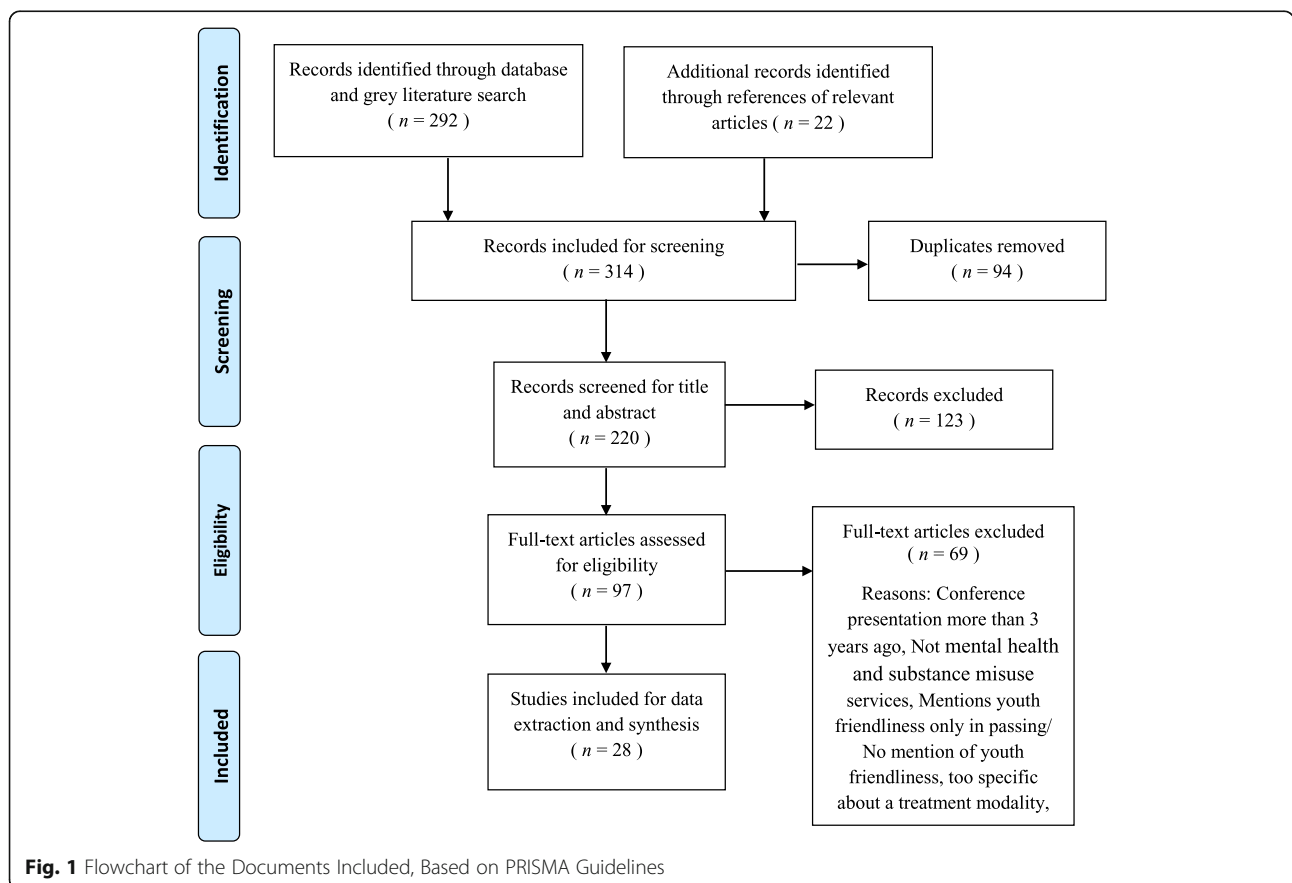 Identification
Records identified through database
and grey literature search
( n = 292 )
Additional records identified
through references of relevant
articles ( n = 22 )
Screening
Records included for screening
( n = 314 )
Duplicates removed
( n = 94 )
Records screened for title
and abstract
( n = 220 )
Records excluded
( n = 123 )
Eligibility
Full-text articles assessed
for eligibility
( n = 97 )
Full-text articles excluded
( n = 69 )
Reasons: Conference
presentation more than 3
years ago, Not mental health
and substance misuse
services, Mentions youth
friendliness only in passing/
No mention of youth
friendliness, too specific
about a treatment modality,
Included
Studies included for data
extraction and synthesis
( n = 28 )
Fig. 1 Flowchart of the Documents Included, Based on PRISMA Guidelines